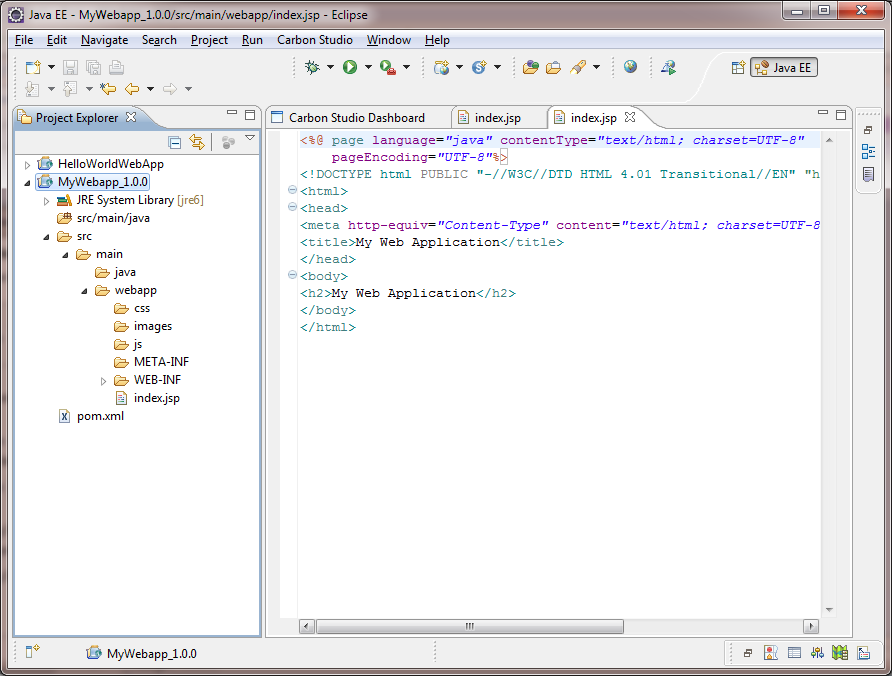 Java EE - MyWebapp_1.0.0/src/main/webapp/index.jsp - Eclipse
File Edit Navigate Search Project Run Carbon Studio Window Help
Java EE
Project Explorer
HelloWorldWebApp
MyWebapp_1.0.0
JRE System Library [jre6]
src/main/java
src
main
java
webapp
css
images
js
META-INF
WEB-INF
index.jsp
pom.xml
Carbon Studio Dashboard index.jsp index.jsp
<%@ page language="java" contentType="text/html; charset=UTF-8"
pageEncoding="UTF-8"%>
<!DOCTYPE html PUBLIC "-//W3C//DTD HTML 4.01 Transitional//EN" "h
<html>
<head>
<meta http-equiv="Content-Type" content="text/html; charset=UTF-8
<title>My Web Application</title>
</head>
<body>
<h2>My Web Application</h2>
</body>
</html>
MyWebapp_1.0.0